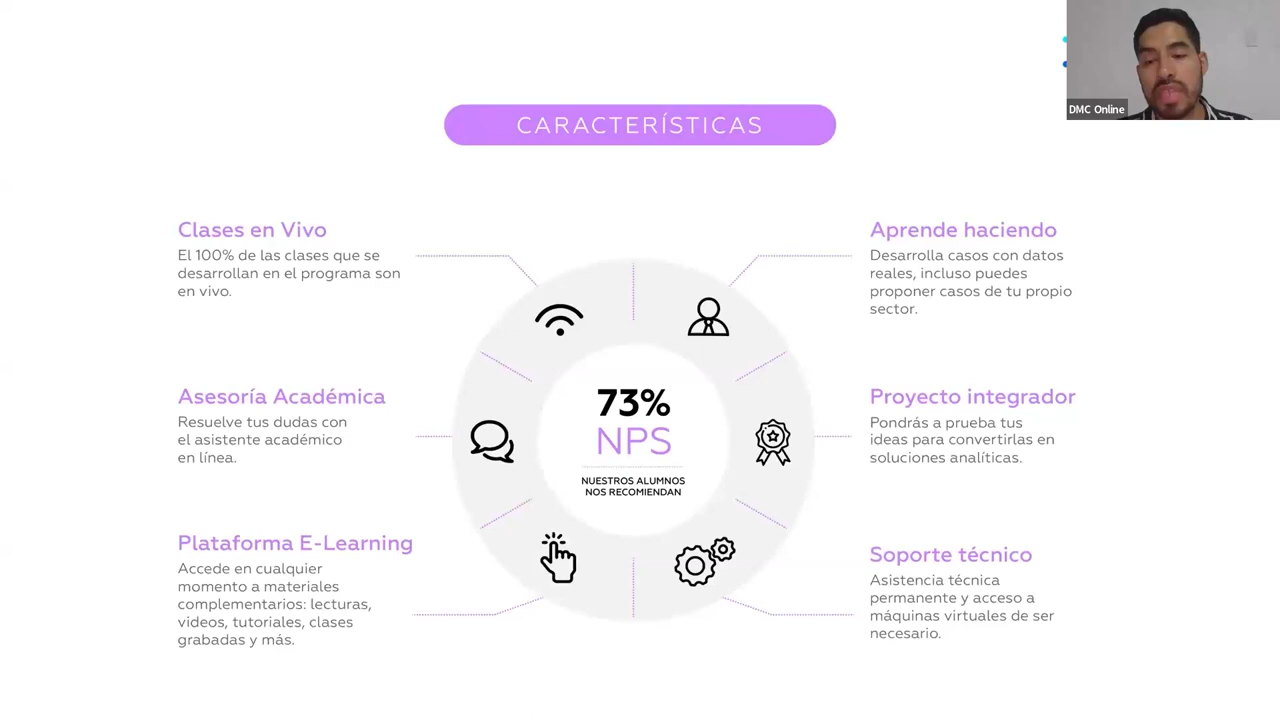 DMC Online
CARACTERÍSTICAS
Clases en Vivo
El 100% de las clases que se
desarrollan en el programa son
en vivo.
Asesoría Académica
Resuelve tus dudas con
el asistente académico
en línea.
Plataforma E-Learning
Accede en cualquier
momento a materiales
complementarios: lecturas,
videos, tutoriales, clases
grabadas y más.
73%
NPS
NUESTROS ALUMNOS
NOS RECOMIENDAN
Aprende haciendo
Desarrolla casos con datos
reales, incluso puedes
proponer casos de tu propio
sector.
Proyecto integrador
Pondrás a prueba tus
ideas para convertirlas en
soluciones analíticas.
Soporte técnico
Asistencia técnica
permanente y acceso a
máquinas virtuales de ser
necesario.